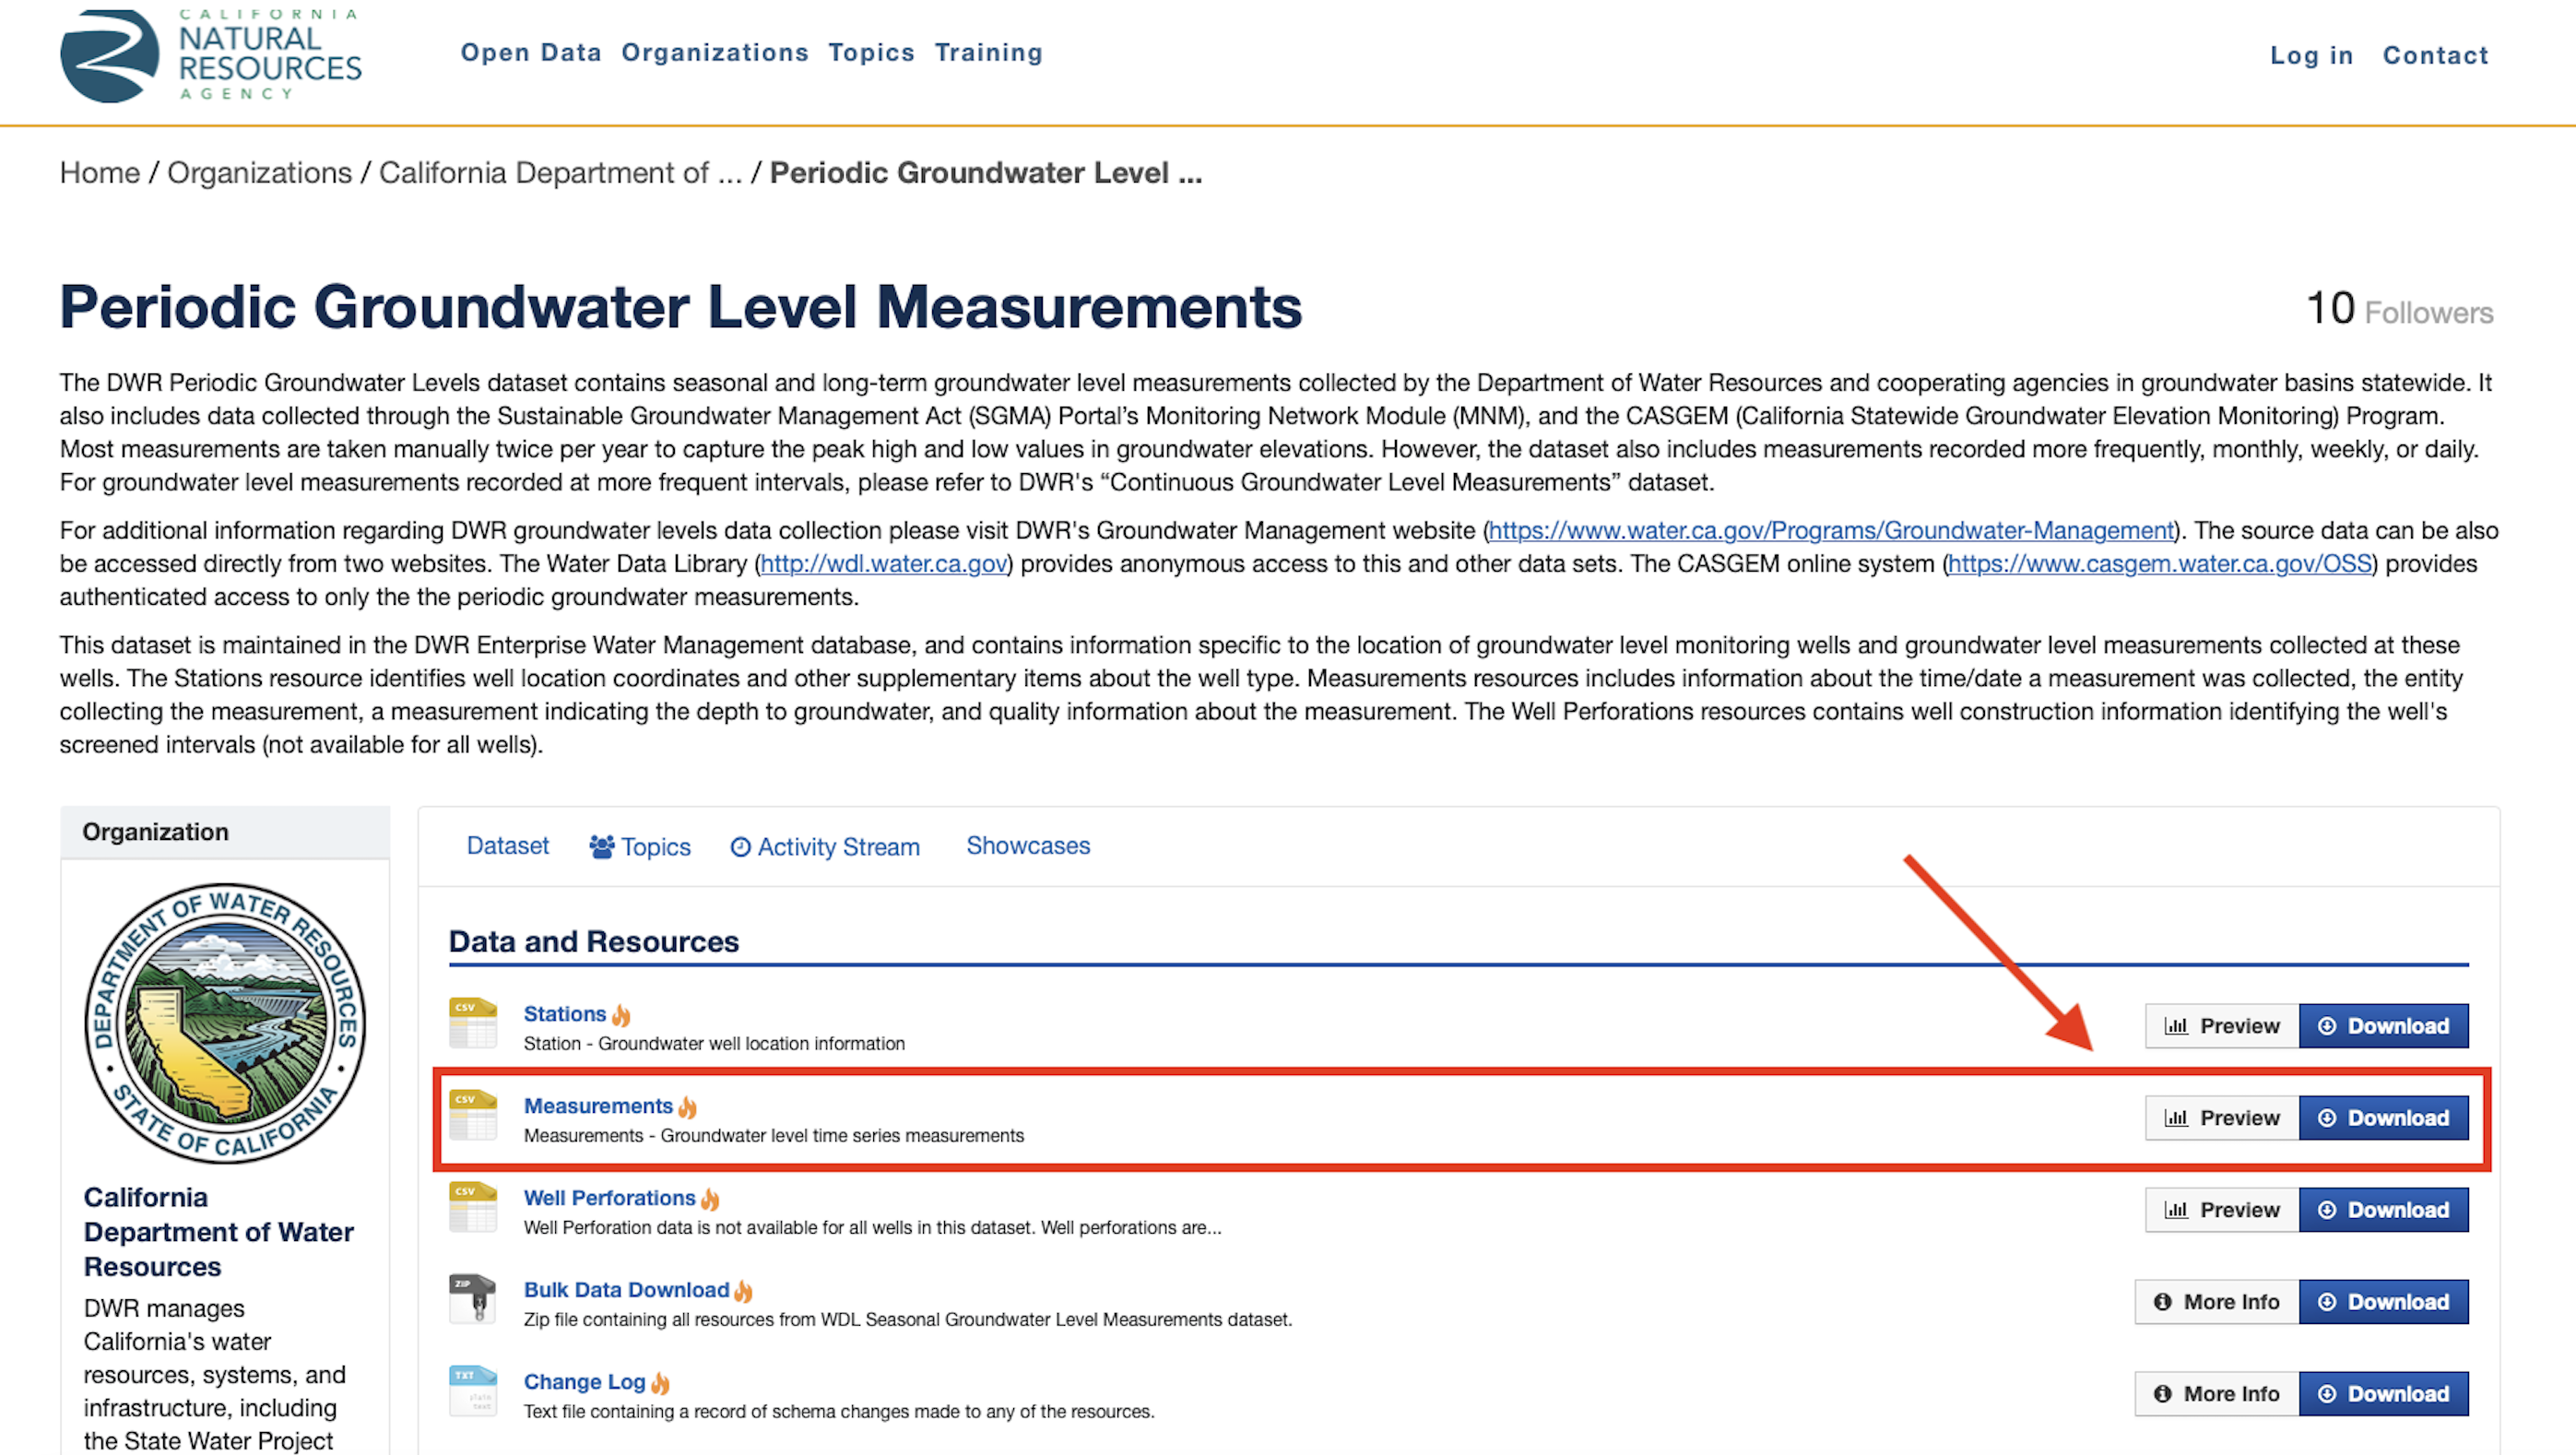 CALIFORNIA
NATURAL
RESOURCES
AGENCY
Open Data Organizations Topics Training
Log in Contact
Home / Organizations / California Department of ... / Periodic Groundwater Level ...
Periodic Groundwater Level Measurements
10 Followers
The DWR Periodic Groundwater Levels dataset contains seasonal and long-term groundwater level measurements collected by the Department of Water Resources and cooperating agencies in groundwater basins statewide. It
also includes data collected through the Sustainable Groundwater Management Act (SGMA) Portal’s Monitoring Network Module (MNM), and the CASGEM (California Statewide Groundwater Elevation Monitoring) Program.
Most measurements are taken manually twice per year to capture the peak high and low values in groundwater elevations. However, the dataset also includes measurements recorded more frequently, monthly, weekly, or daily.
For groundwater level measurements recorded at more frequent intervals, please refer to DWR's “Continuous Groundwater Level Measurements” dataset.
For additional information regarding DWR groundwater levels data collection please visit DWR's Groundwater Management website (https://www.water.ca.gov/Programs/Groundwater-Management). The source data can be also
be accessed directly from two websites. The Water Data Library (http://wdl.water.ca.gov) provides anonymous access to this and other data sets. The CASGEM online system (https://www.casgem.water.ca.gov/OSS) provides
authenticated access to only the the periodic groundwater measurements.
This dataset is maintained in the DWR Enterprise Water Management database, and contains information specific to the location of groundwater level monitoring wells and groundwater level measurements collected at these
wells. The Stations resource identifies well location coordinates and other supplementary items about the well type. Measurements resources includes information about the time/date a measurement was collected, the entity
collecting the measurement, a measurement indicating the depth to groundwater, and quality information about the measurement. The Well Perforations resources contains well construction information identifying the well's
screened intervals (not available for all wells).
Organization
DEPARTMENT OF WATER RESOURCES
STATE OF CALIFORNIA
California
Department of Water
Resources
DWR manages
California's water
resources, systems, and
infrastructure, including
the State Water Project
Dataset Topics Activity Stream Showcases
Data and Resources
CSV
Stations
Station - Groundwater well location information
Preview Download
CSV
Measurements
Measurements - Groundwater level time series measurements
Preview Download
CSV
Well Perforations
Well Perforation data is not available for all wells in this dataset. Well perforations are...
Preview Download
ZIP
Bulk Data Download
Zip file containing all resources from WDL Seasonal Groundwater Level Measurements dataset.
More Info Download
TXT
plain
text
Change Log
Text file containing a record of schema changes made to any of the resources.
More Info Download